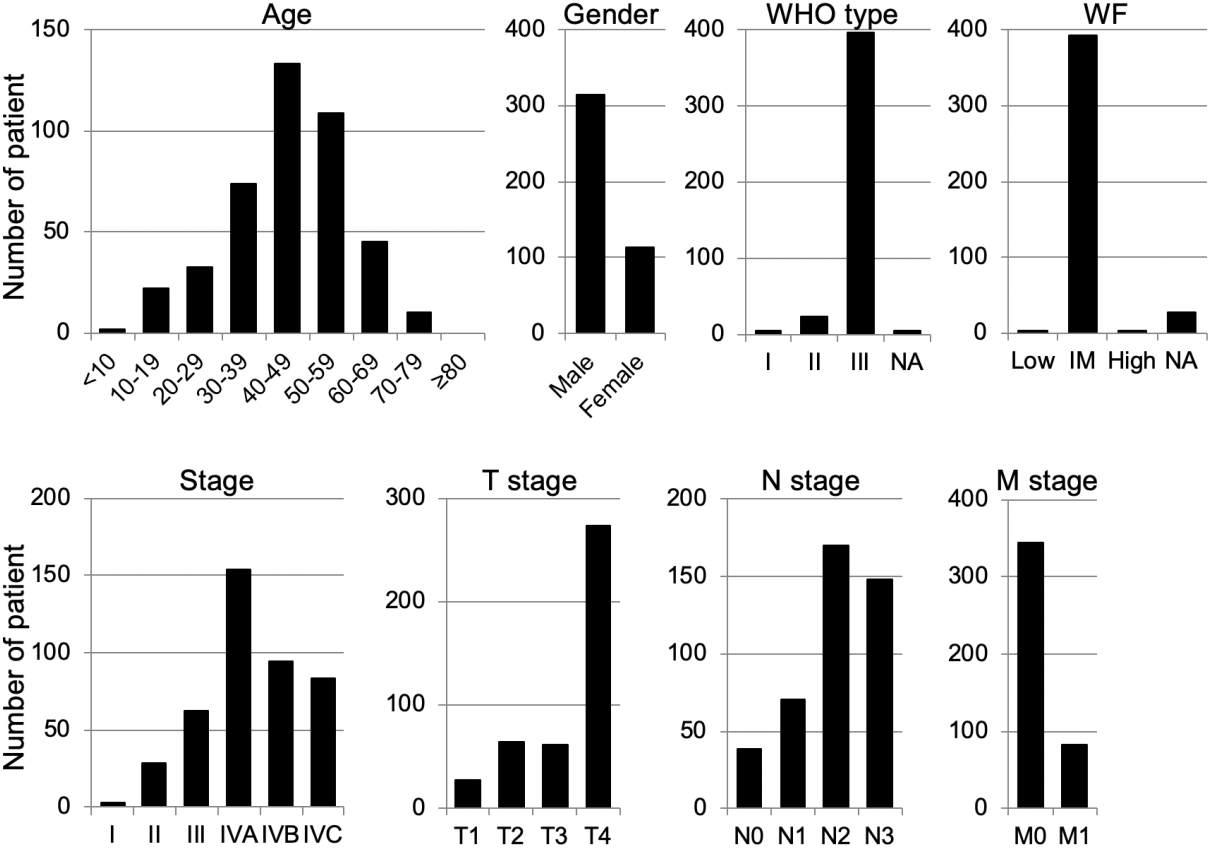 Age
Number of patient
150
100
50
0
<10
10-19
20-29
30-39
40-49
50-59
60-69
70-79
≥80
Gender
400
300
200
100
0
Male
Female
WHO type
400
300
200
100
0
I II III NA
WF
400
300
200
100
0
Low IM High NA
Stage
Number of patient
200
150
100
50
0
I II III IVA IVB IVC
T stage
300
200
100
0
T1 T2 T3 T4
N stage
200
150
100
50
0
N0 N1 N2 N3
M stage
400
300
200
100
0
M0 M1